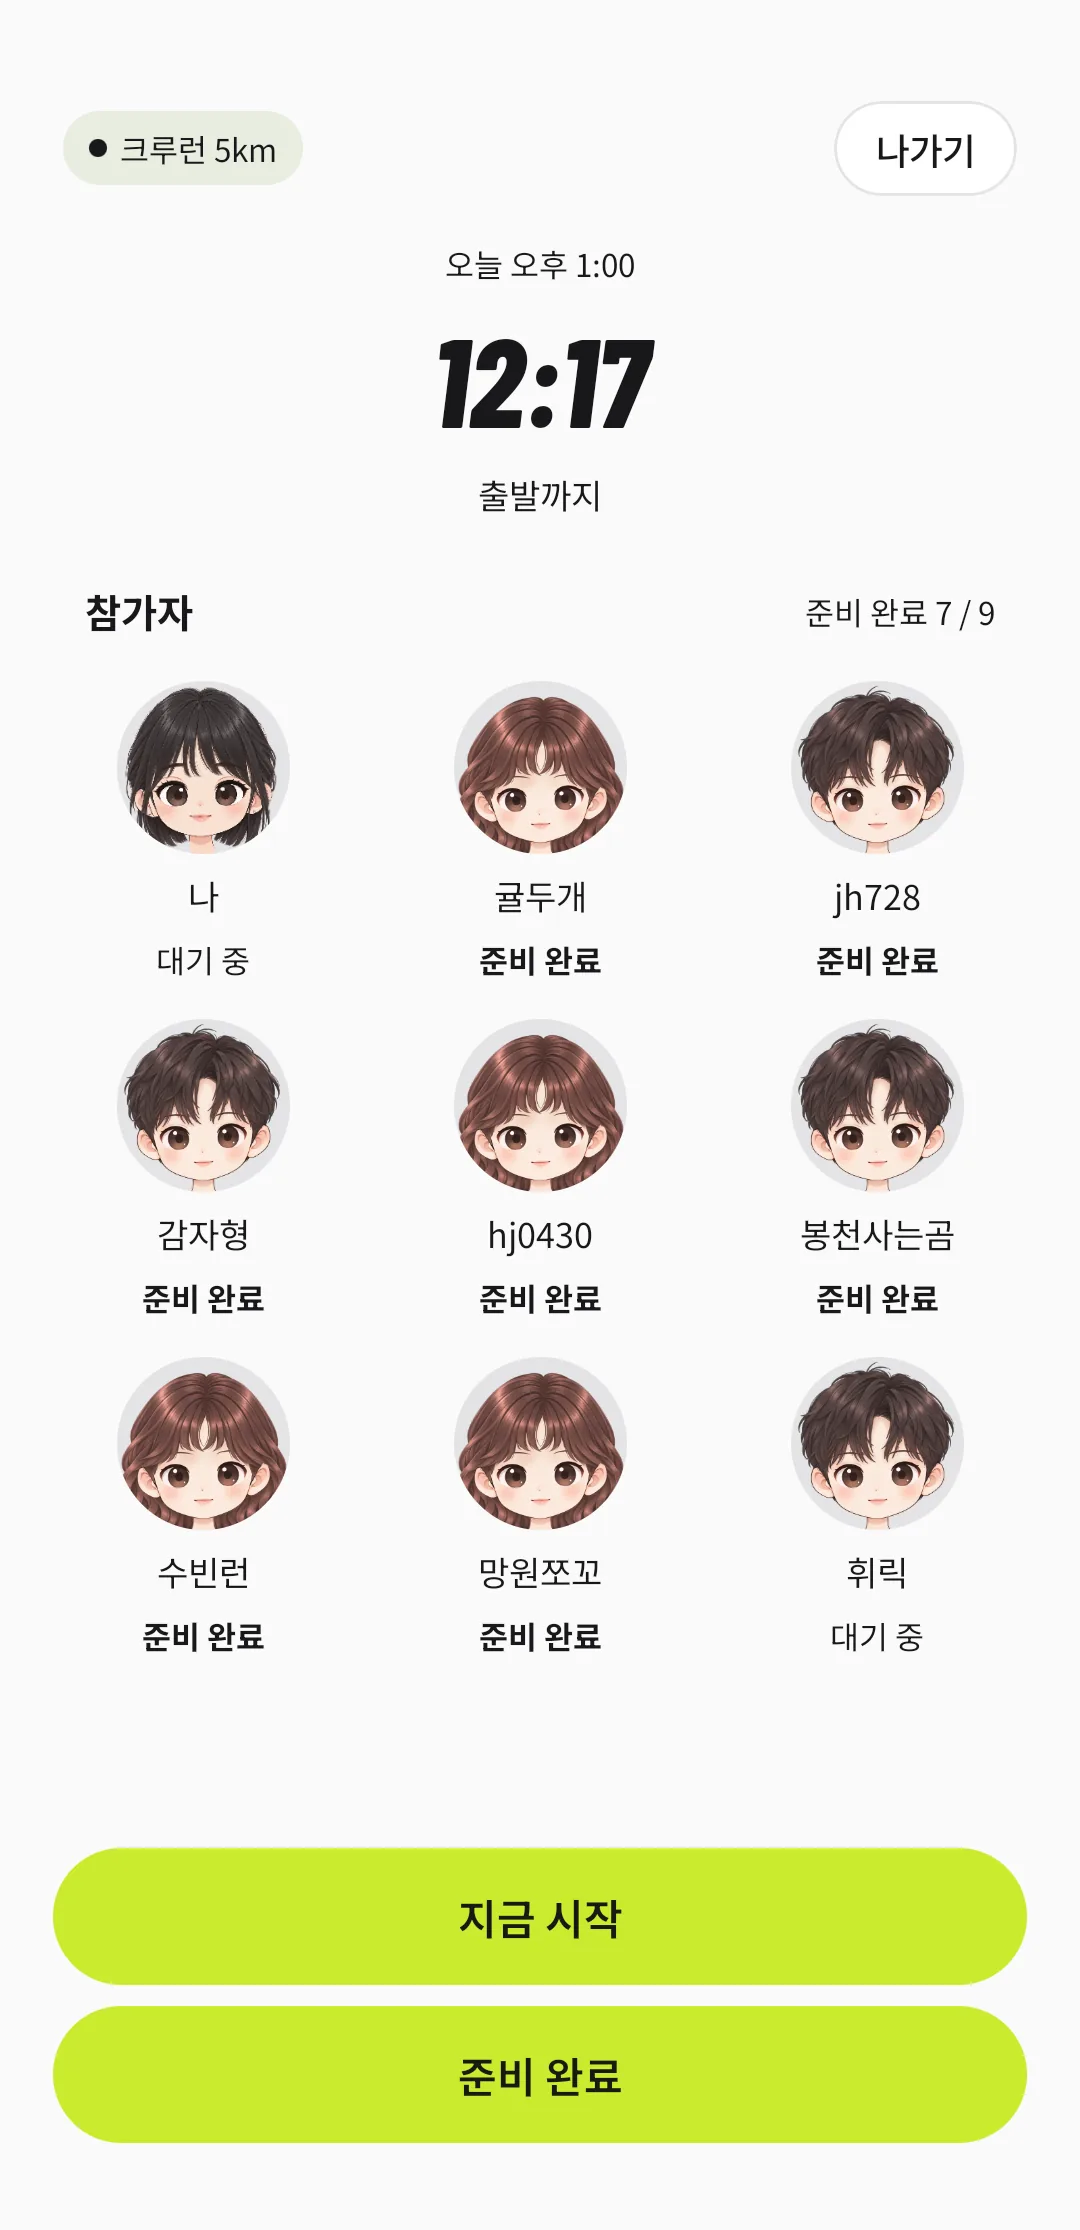 크루런 5km
나가기
오늘 오후 1:00
12:17
출발까지
참가자
준비 완료 7 / 9
나
귤두개
jh728
대기 중
준비 완료
준비 완료
감자형
hj0430
봉천사는곰
준비 완료
준비 완료
준비 완료
수빈런
망원쪼꼬
휘릭
준비 완료
준비 완료
대기 중
지금 시작
준비 완료